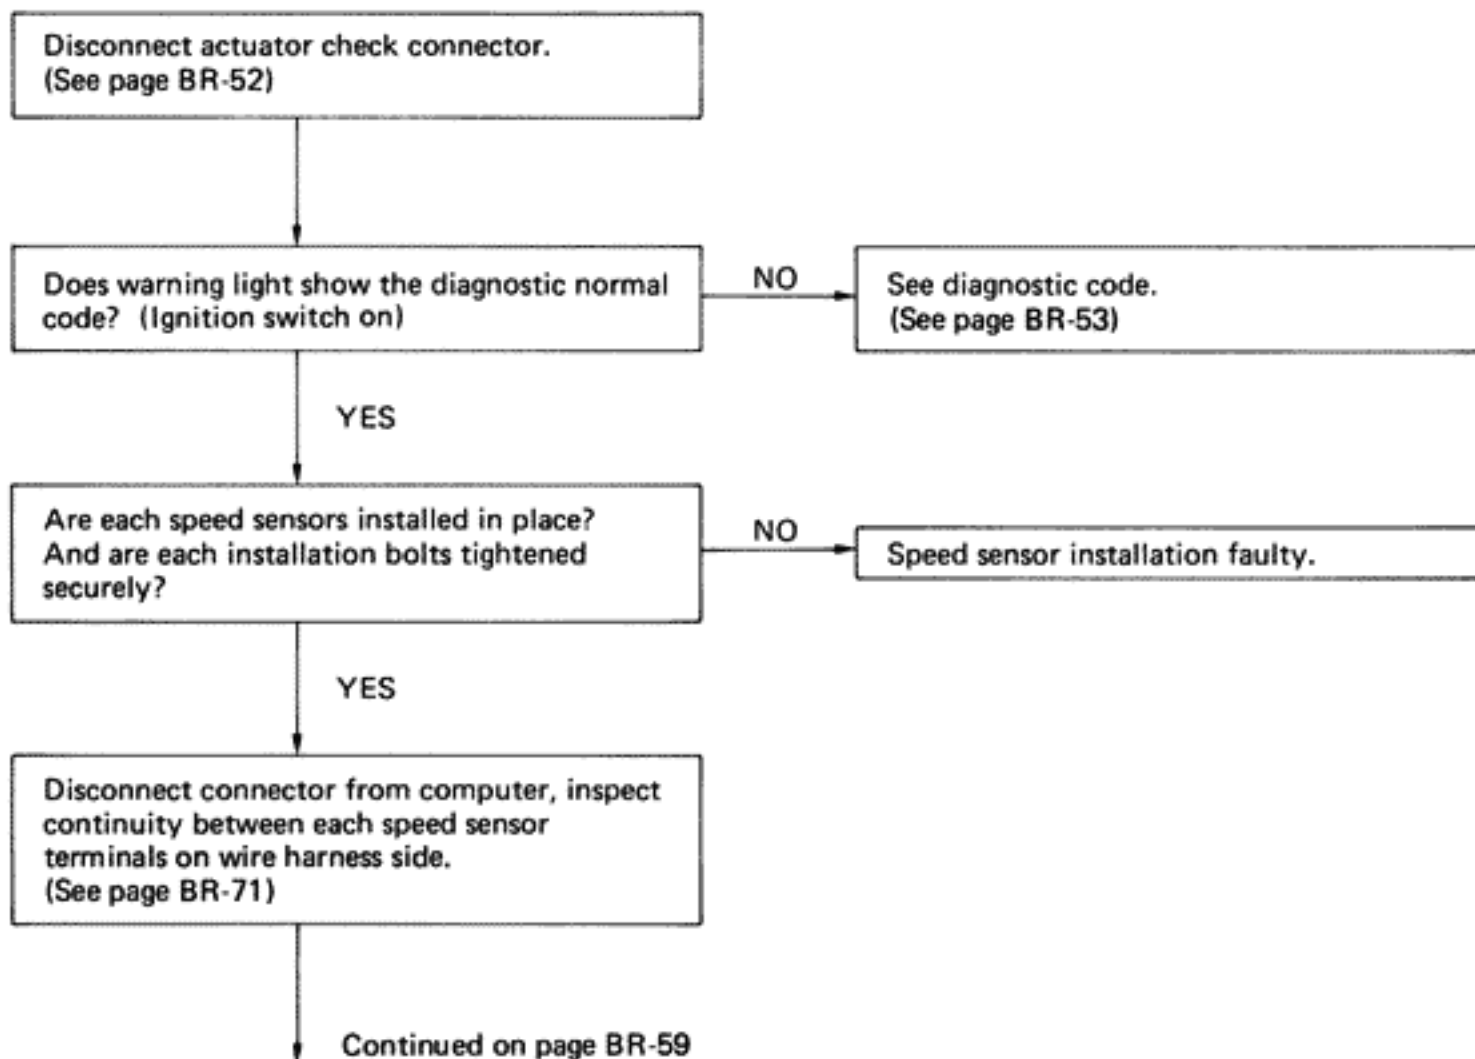 Disconnect actuator check connector.
(See page BR-52)
Does warning light show the diagnostic normal
code? (Ignition switch on)
NO
See diagnostic code.
(See page BR-53)
YES
Are each speed sensors installed in place?
And are each installation bolts tightened
securely?
NO
Speed sensor installation faulty.
YES
Disconnect connector from computer, inspect
continuity between each speed sensor
terminals on wire harness side.
(See page BR-71)
Continued on page BR-59